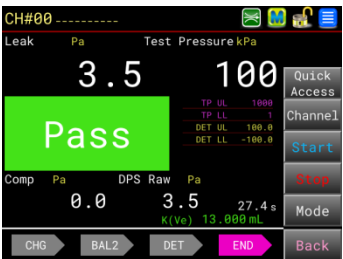 CH#00 ----------
M
Leak Pa Test Pressure kPa
3.5 100
Quick Access
TP UL 1000
TP LL 1
DET UL 100.0
DET LL -100.0
Channel
Pass
Start
Comp Pa DPS Raw Pa
Stop
0.0 3.5 27.4 s
K(Ve) 13.000 mL
Mode
CHG BAL2 DET END Back